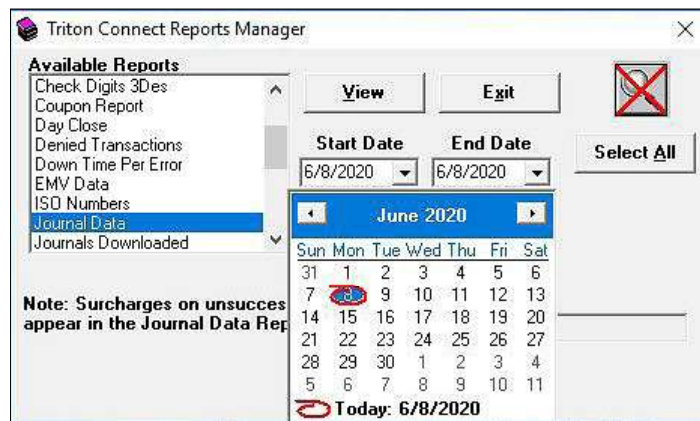 Triton Connect Reports Manager
Available Reports
Check Digits 3Des
Coupon Report
Day Close
Denied Transactions
Down Time Per Error
EMV Data
ISO Numbers
Journal Data
Journals Downloaded
View
Exit
Start Date
End Date
Select All
6/8/2020
6/8/2020
June 2020
Sun Mon Tue Wed Thu Fri Sat
31 1 2 3 4 5 6
7 8 9 10 11 12 13
14 15 16 17 18 19 20
21 22 23 24 25 26 27
28 29 30 1 2 3 4
5 6 7 8 9 10 11
Today: 6/8/2020
Note: Surcharges on unsucces
appear in the Journal Data Rep